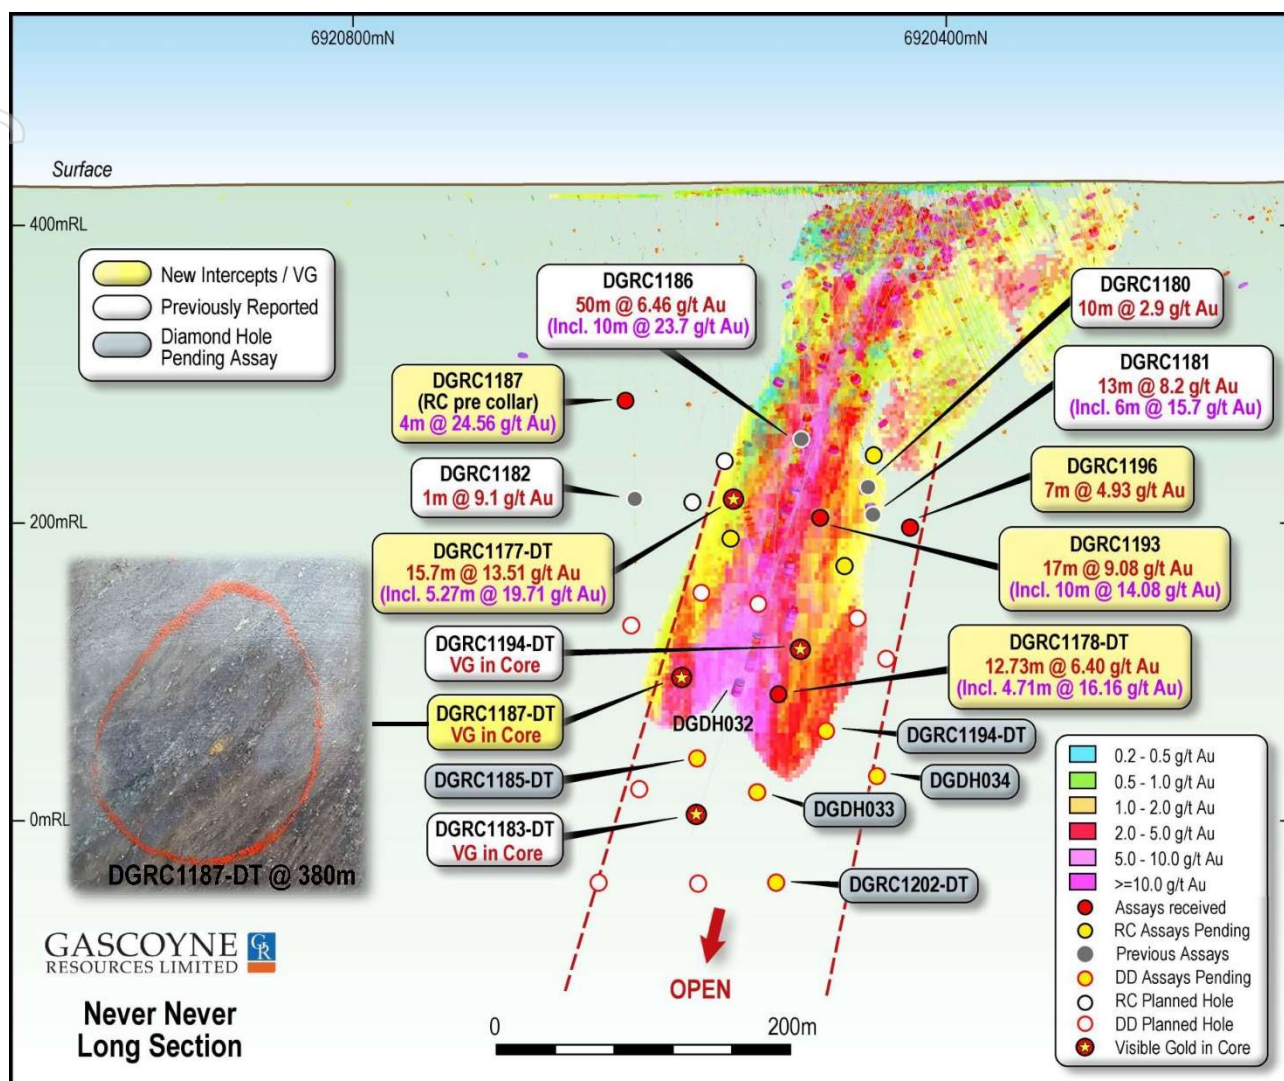 6920800mN
6920400mN
Surface
400mRL
200mRL
0mRL
New Intercepts / VG
Previously Reported
Diamond Hole
Pending Assay
DGRC1186
50m @ 6.46 g/t Au
(Incl. 10m @ 23.7 g/t Au)
DGRC1180
10m @ 2.9 g/t Au
DGRC1181
13m @ 8.2 g/t Au
(Incl. 6m @ 15.7 g/t Au)
DGRC1187
(RC pre collar)
4m @ 24.56 g/t Au)
DGRC1182
1m @ 9.1 g/t Au
DGRC1196
7m @ 4.93 g/t Au
DGRC1177-DT
15.7m @ 13.51 g/t Au
(Incl. 5.27m @ 19.71 g/t Au)
DGRC1193
17m @ 9.08 g/t Au
(Incl. 10m @ 14.08 g/t Au)
DGRC1194-DT
VG in Core
DGRC1178-DT
12.73m @ 6.40 g/t Au
(Incl. 4.71m @ 16.16 g/t Au)
DGRC1187-DT
VG in Core
DGDH032
DGRC1194-DT
DGRC1185-DT
DGDH034
DGDH033
DGRC1183-DT
VG in Core
DGRC1202-DT
DGRC1187-DT @ 380m
OPEN
0
200m
GASCOYNE
RESOURCES LIMITED
GR
Never Never
Long Section
0.2 - 0.5 g/t Au
0.5 - 1.0 g/t Au
1.0 - 2.0 g/t Au
2.0 - 5.0 g/t Au
5.0 - 10.0 g/t Au
>=10.0 g/t Au
Assays received
RC Assays Pending
Previous Assays
DD Assays Pending
RC Planned Hole
DD Planned Hole
Visible Gold in Core